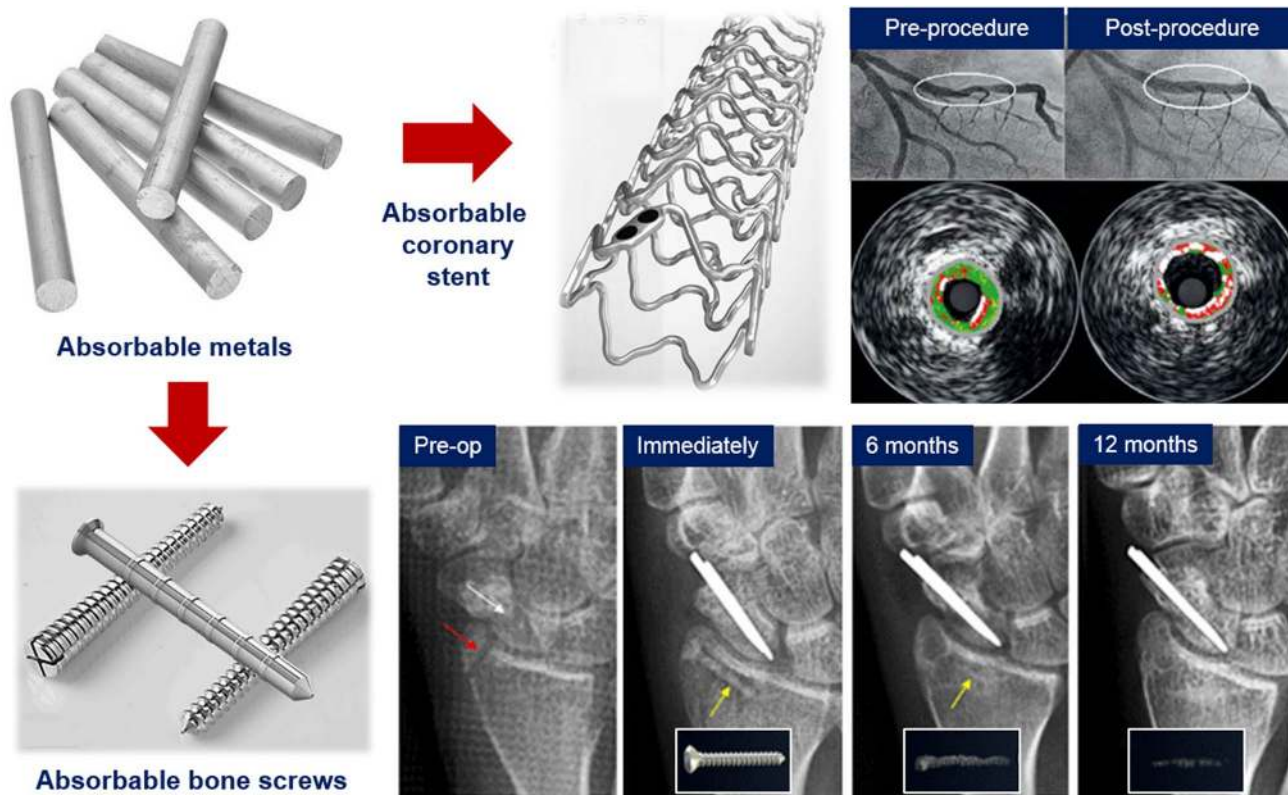 Absorbable metals
Absorbable
coronary
stent
Pre-procedure
Post-procedure
Absorbable bone screws
Pre-op
Immediately
6 months
12 months